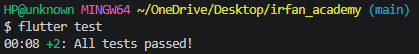 HP@unknown MINGW64 ~/OneDrive/Desktop/irfan_academy (main)
$ flutter test
00:08 +2: All tests passed!